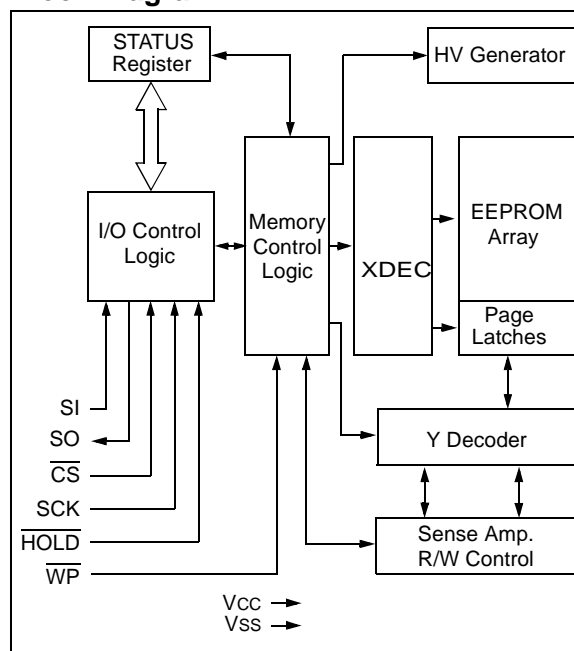 STATUS
Register
HV Generator
I/O Control
Logic
Memory
Control
Logic
XDEC
EEPROM
Array
Page
Latches
SI
SO
CS
SCK
HOLD
WP
Y Decoder
Sense Amp.
R/W Control
VCC
VSS